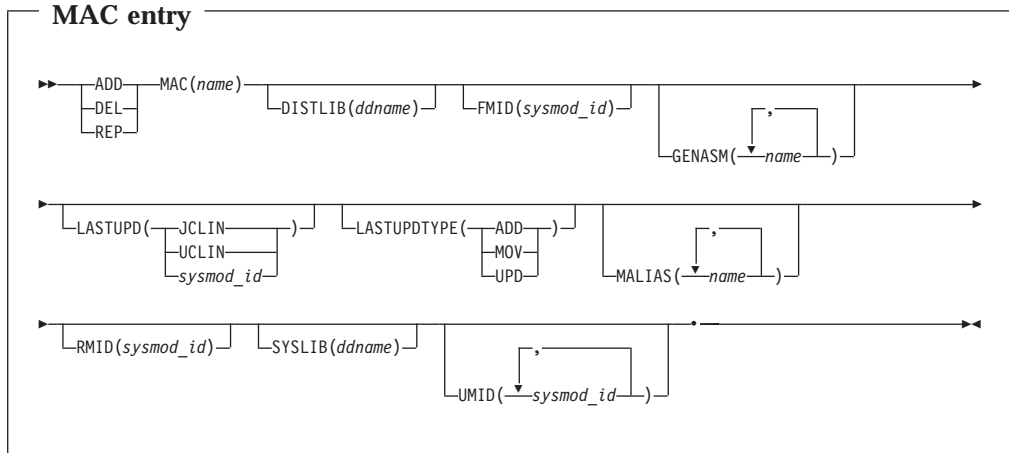 MAC entry
ADD MAC(name)
DEL DISTLIB(ddname) FMID(sysmod_id) ,
REP GENASM( name )
LASTUPD( JCLIN ) LASTUPDTYPE( ADD ) ,
UCLIN MOV MALIAS( name )
sysmod_id UPD
.
RMID(sysmod_id) SYSLIB(ddname) ,
UMID( sysmod_id )